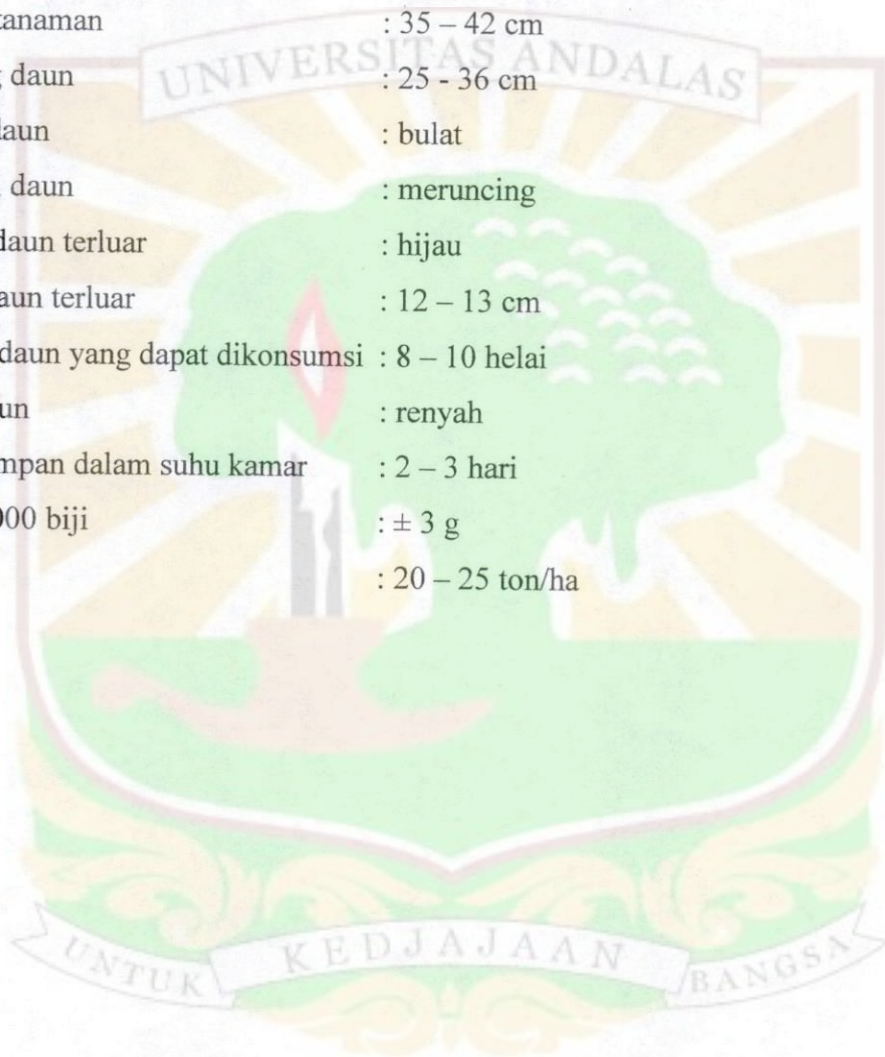 tanaman : 35 – 42 cm
UNIVERSITAS ANDALAS
daun : 25 - 36 cm
daun : bulat
daun : meruncing
daun terluar : hijau
aun terluar : 12 – 13 cm
daun yang dapat dikonsumsi : 8 – 10 helai
un : renyah
mpan dalam suhu kamar : 2 – 3 hari
000 biji : ± 3 g
: 20 – 25 ton/ha
UNTUK KEDJAJAAN BANGSA